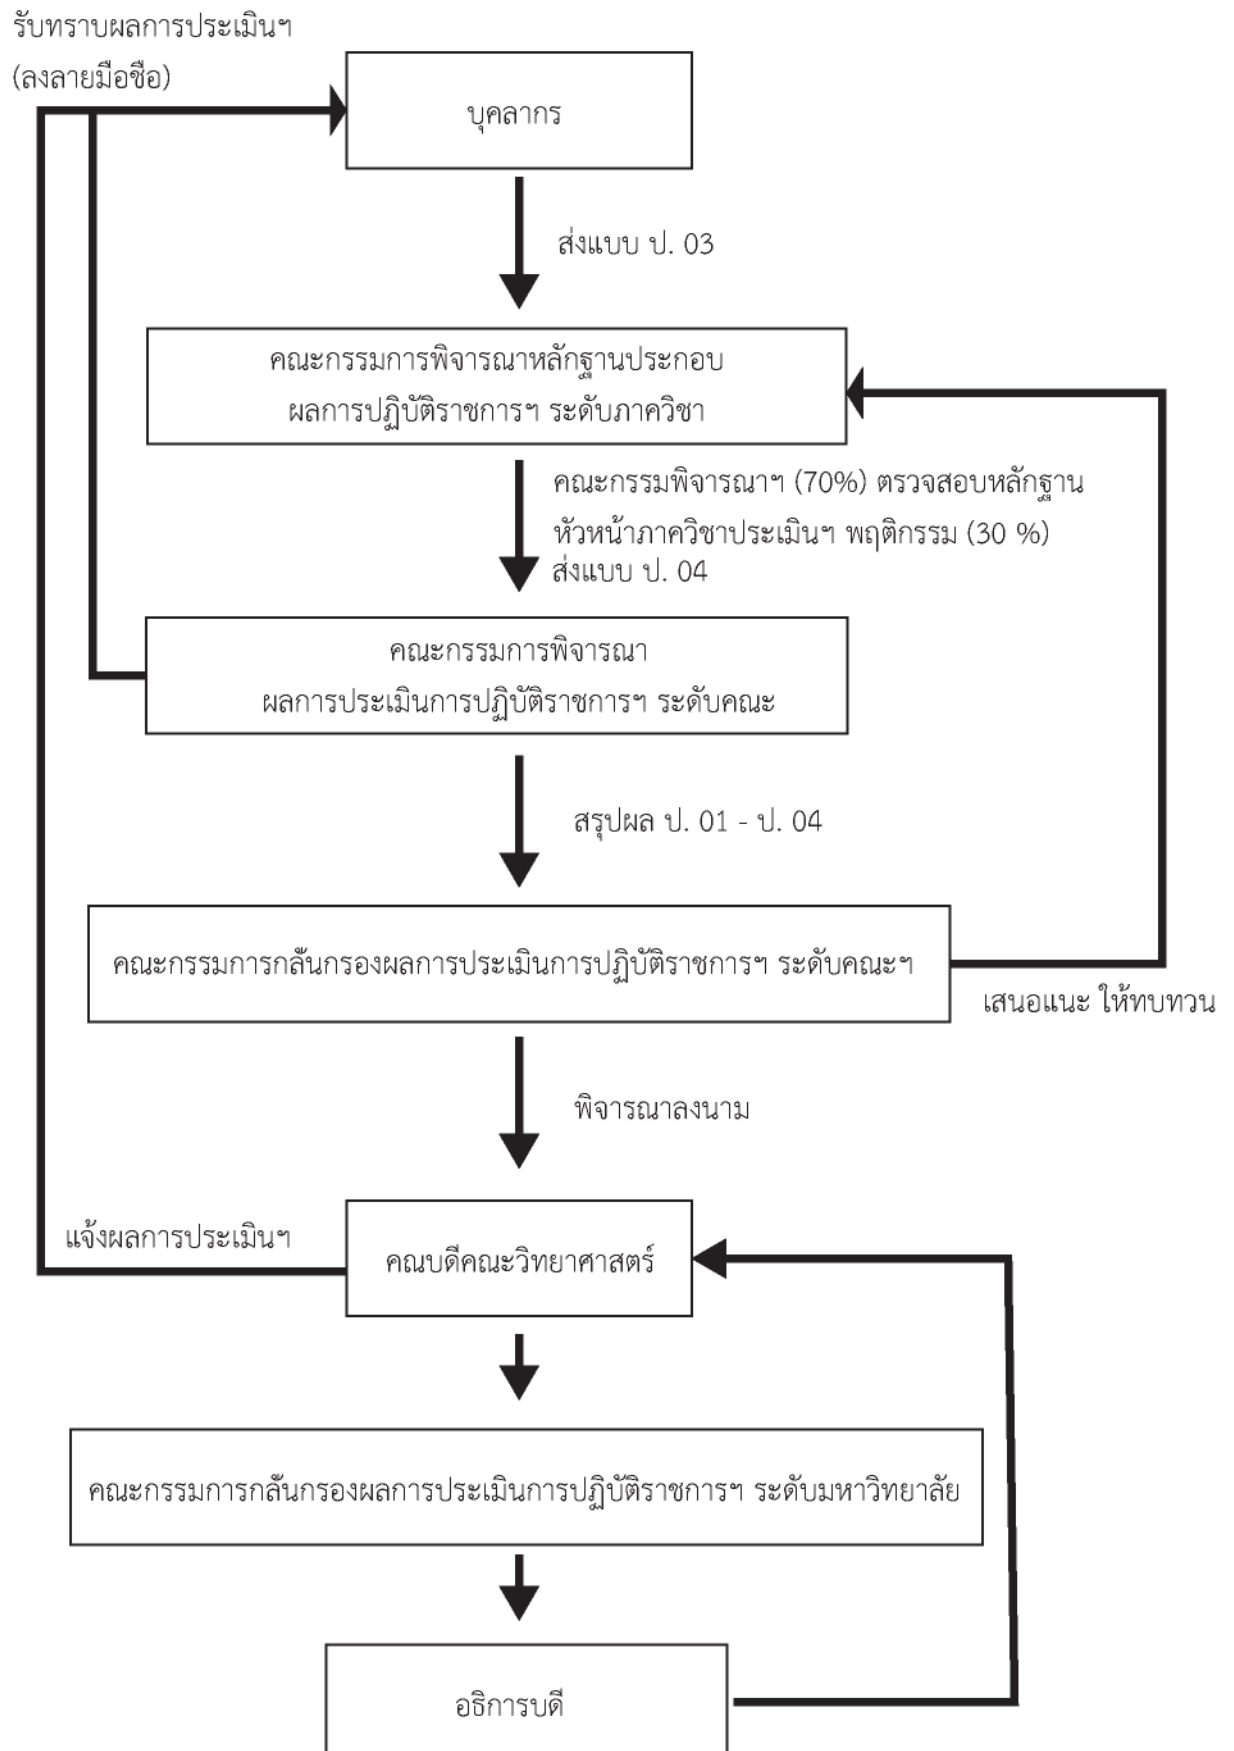 รับทราบผลการประเมินฯ
(ลงลายมือชือ)
บุคลากร
ส่งแบบ ป. 03
คณะกรรมการพิจารณาหลักฐานประกอบ
ผลการปฏิบัติราชการฯ ระดับภาควิชา
คณะกรรมพิจารณาฯ (70%) ตรวจสอบหลักฐาน
หัวหน้าภาควิชาประเมินฯ พฤติกรรม (30 %)
ส่งแบบ ป. 04
คณะกรรมการพิจารณา
ผลการประเมินการปฏิบัติราชการฯ ระดับคณะ
สรุปผล ป. 01 - ป. 04
คณะกรรมการกลั่นกรองผลการประเมินการปฏิบัติราชการฯ ระดับคณะฯ
เสนอแนะ ให้ทบทวน
พิจารณาลงนาม
แจ้งผลการประเมินฯ
คณบดีคณะวิทยาศาสตร์
คณะกรรมการกลั่นกรองผลการประเมินการปฏิบัติราชการฯ ระดับมหาวิทยาลัย
อธิการบดี